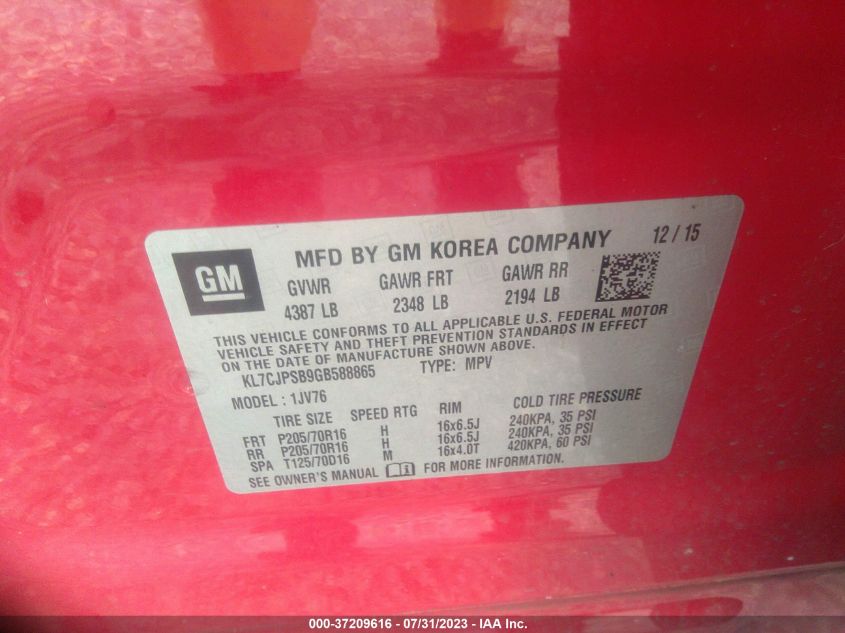 GM
MFD BY GM KOREA COMPANY 12/15
GVWR GAWR FRT GAWR RR
4387 LB 2348 LB 2194 LB
THIS VEHICLE CONFORMS TO ALL APPLICABLE U.S. FEDERAL MOTOR
VEHICLE SAFETY AND THEFT PREVENTION STANDARDS IN EFFECT
ON THE DATE OF MANUFACTURE SHOWN ABOVE.
KL7CJPSB9GB588865 TYPE: MPV
MODEL: 1JV76
TIRE SIZE SPEED RTG RIM COLD TIRE PRESSURE
FRT P205/70R16 H 16x6.5J 240KPA, 35 PSI
RR P205/70R16 H 16x6.5J 240KPA, 35 PSI
SPA T125/70D16 M 16x4.0T 420KPA, 60 PSI
SEE OWNER'S MANUAL FOR MORE INFORMATION.
000-37209616 - 07/31/2023 - IAA Inc.